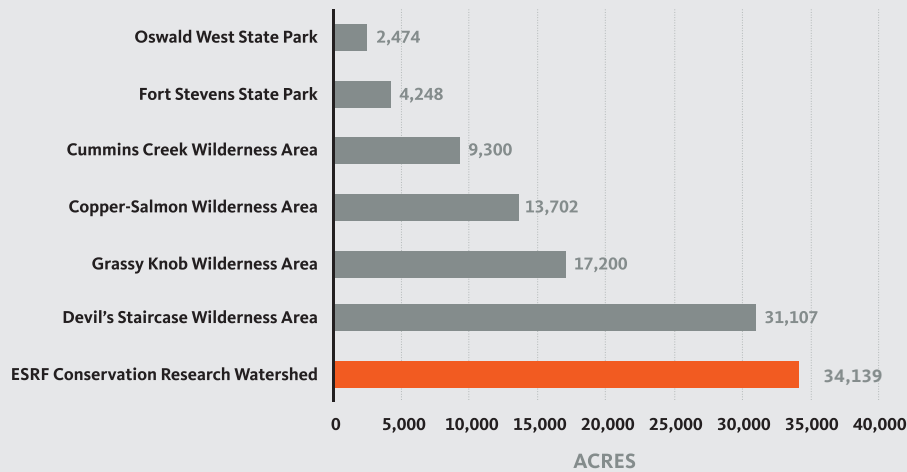 Oswald West State Park 2,474
Fort Stevens State Park 4,248
Cummins Creek Wilderness Area 9,300
Copper-Salmon Wilderness Area 13,702
Grassy Knob Wilderness Area 17,200
Devil’s Staircase Wilderness Area 31,107
ESRF Conservation Research Watershed 34,139
0 5,000 10,000 15,000 20,000 25,000 30,000 35,000 40,000
ACRES